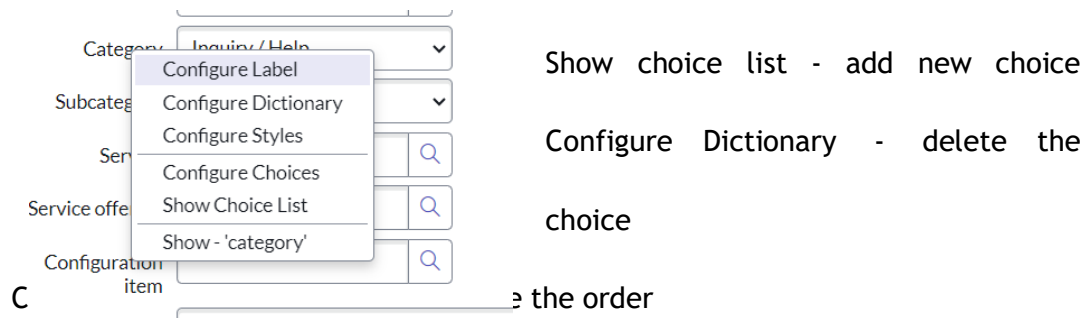 Category Inquiry / Help
Configure Label
Subcateg
Configure Dictionary
Configure Styles
Ser
Configure Choices
Service offe
Show Choice List
Show - 'category'
Configuration
item
Show choice list - add new choice
Configure Dictionary - delete the
choice
C e the order